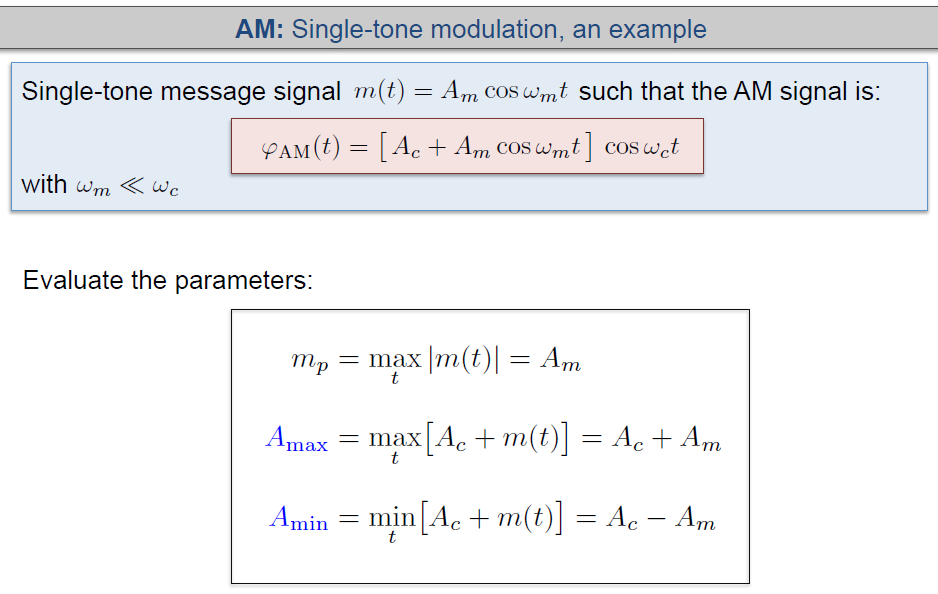 AM: Single-tone modulation, an example
Single-tone message signal m(t) = A_m cos ω_m t such that the AM signal is:
φ_AM(t) = [ A_c + A_m cos ω_m t ] cos ω_c t
with ω_m ≪ ω_c
Evaluate the parameters:
m_p = max_t |m(t)| = A_m
A_max = max_t [A_c + m(t)] = A_c + A_m
A_min = min_t [A_c + m(t)] = A_c − A_m